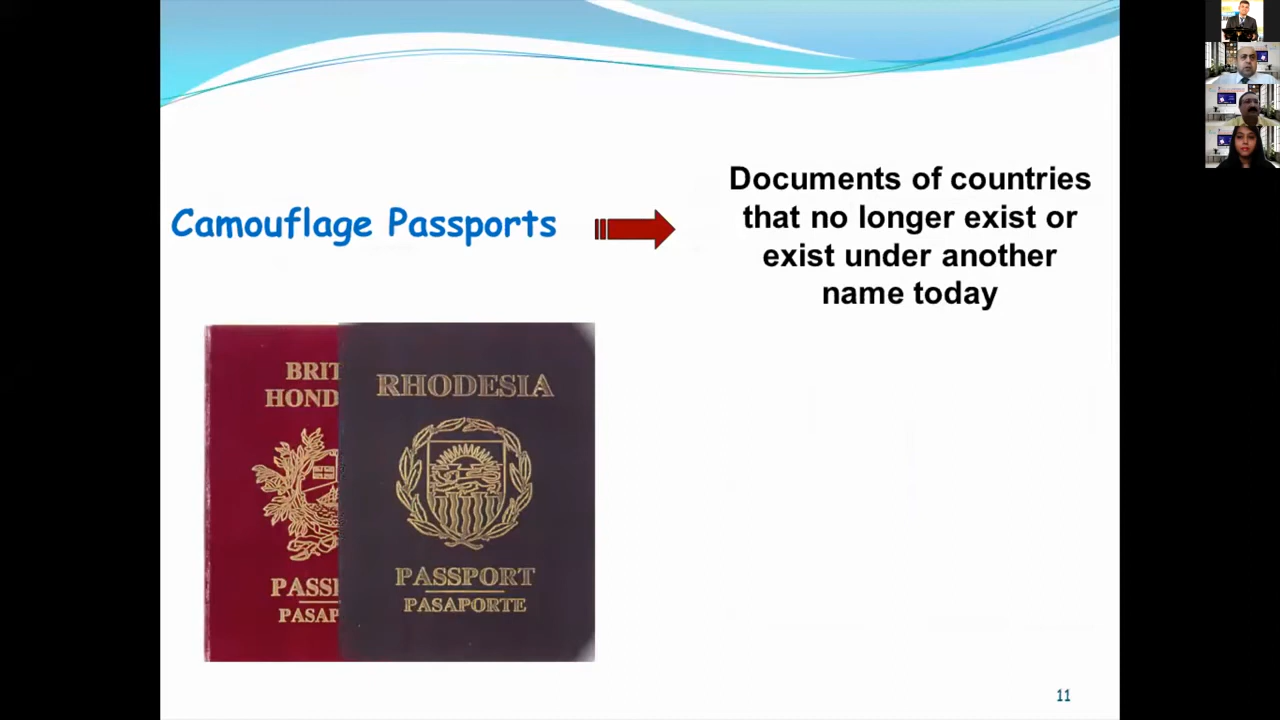 Camouflage Passports
Documents of countries
that no longer exist or
exist under another
name today
BRIT
HOND
PASS
PASAP
RHODESIA
PASSPORT
PASAPORTE
11